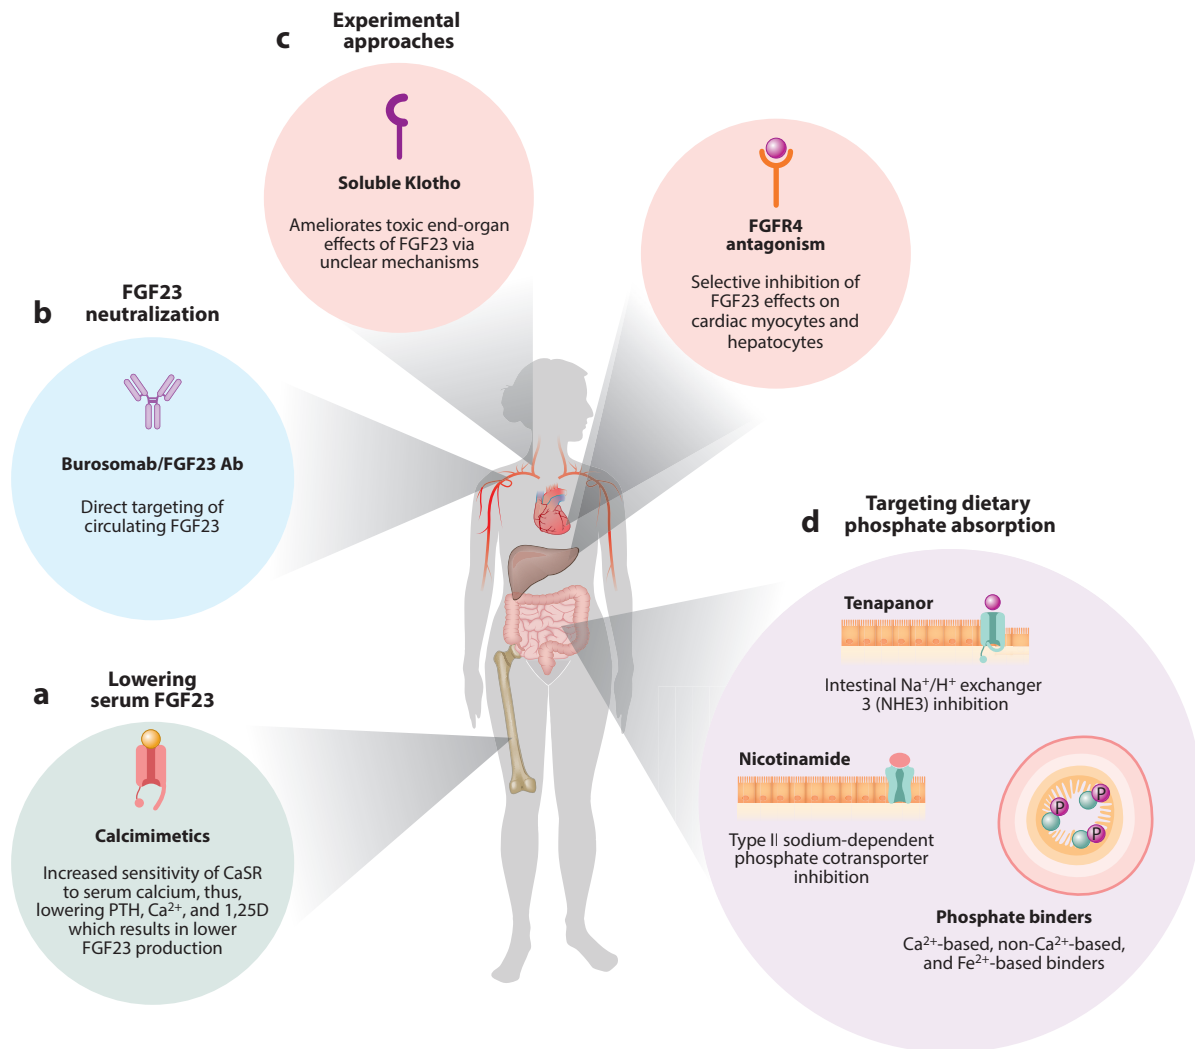 c
Experimental
approaches
Soluble Klotho
Ameliorates toxic end-organ
effects of FGF23 via
unclear mechanisms
FGFR4
antagonism
Selective inhibition of
FGF23 effects on
cardiac myocytes and
hepatocytes
b
FGF23
neutralization
Burosomab/FGF23 Ab
Direct targeting of
circulating FGF23
a
Lowering
serum FGF23
Calcimimetics
Increased sensitivity of CaSR
to serum calcium, thus,
lowering PTH, Ca²⁺, and 1,25D
which results in lower
FGF23 production
d
Targeting dietary
phosphate absorption
Tenapanor
Intestinal Na⁺/H⁺ exchanger
3 (NHE3) inhibition
Nicotinamide
Type II sodium-dependent
phosphate cotransporter
inhibition
P
P
P
Phosphate binders
Ca²⁺-based, non-Ca²⁺-based,
and Fe²⁺-based binders